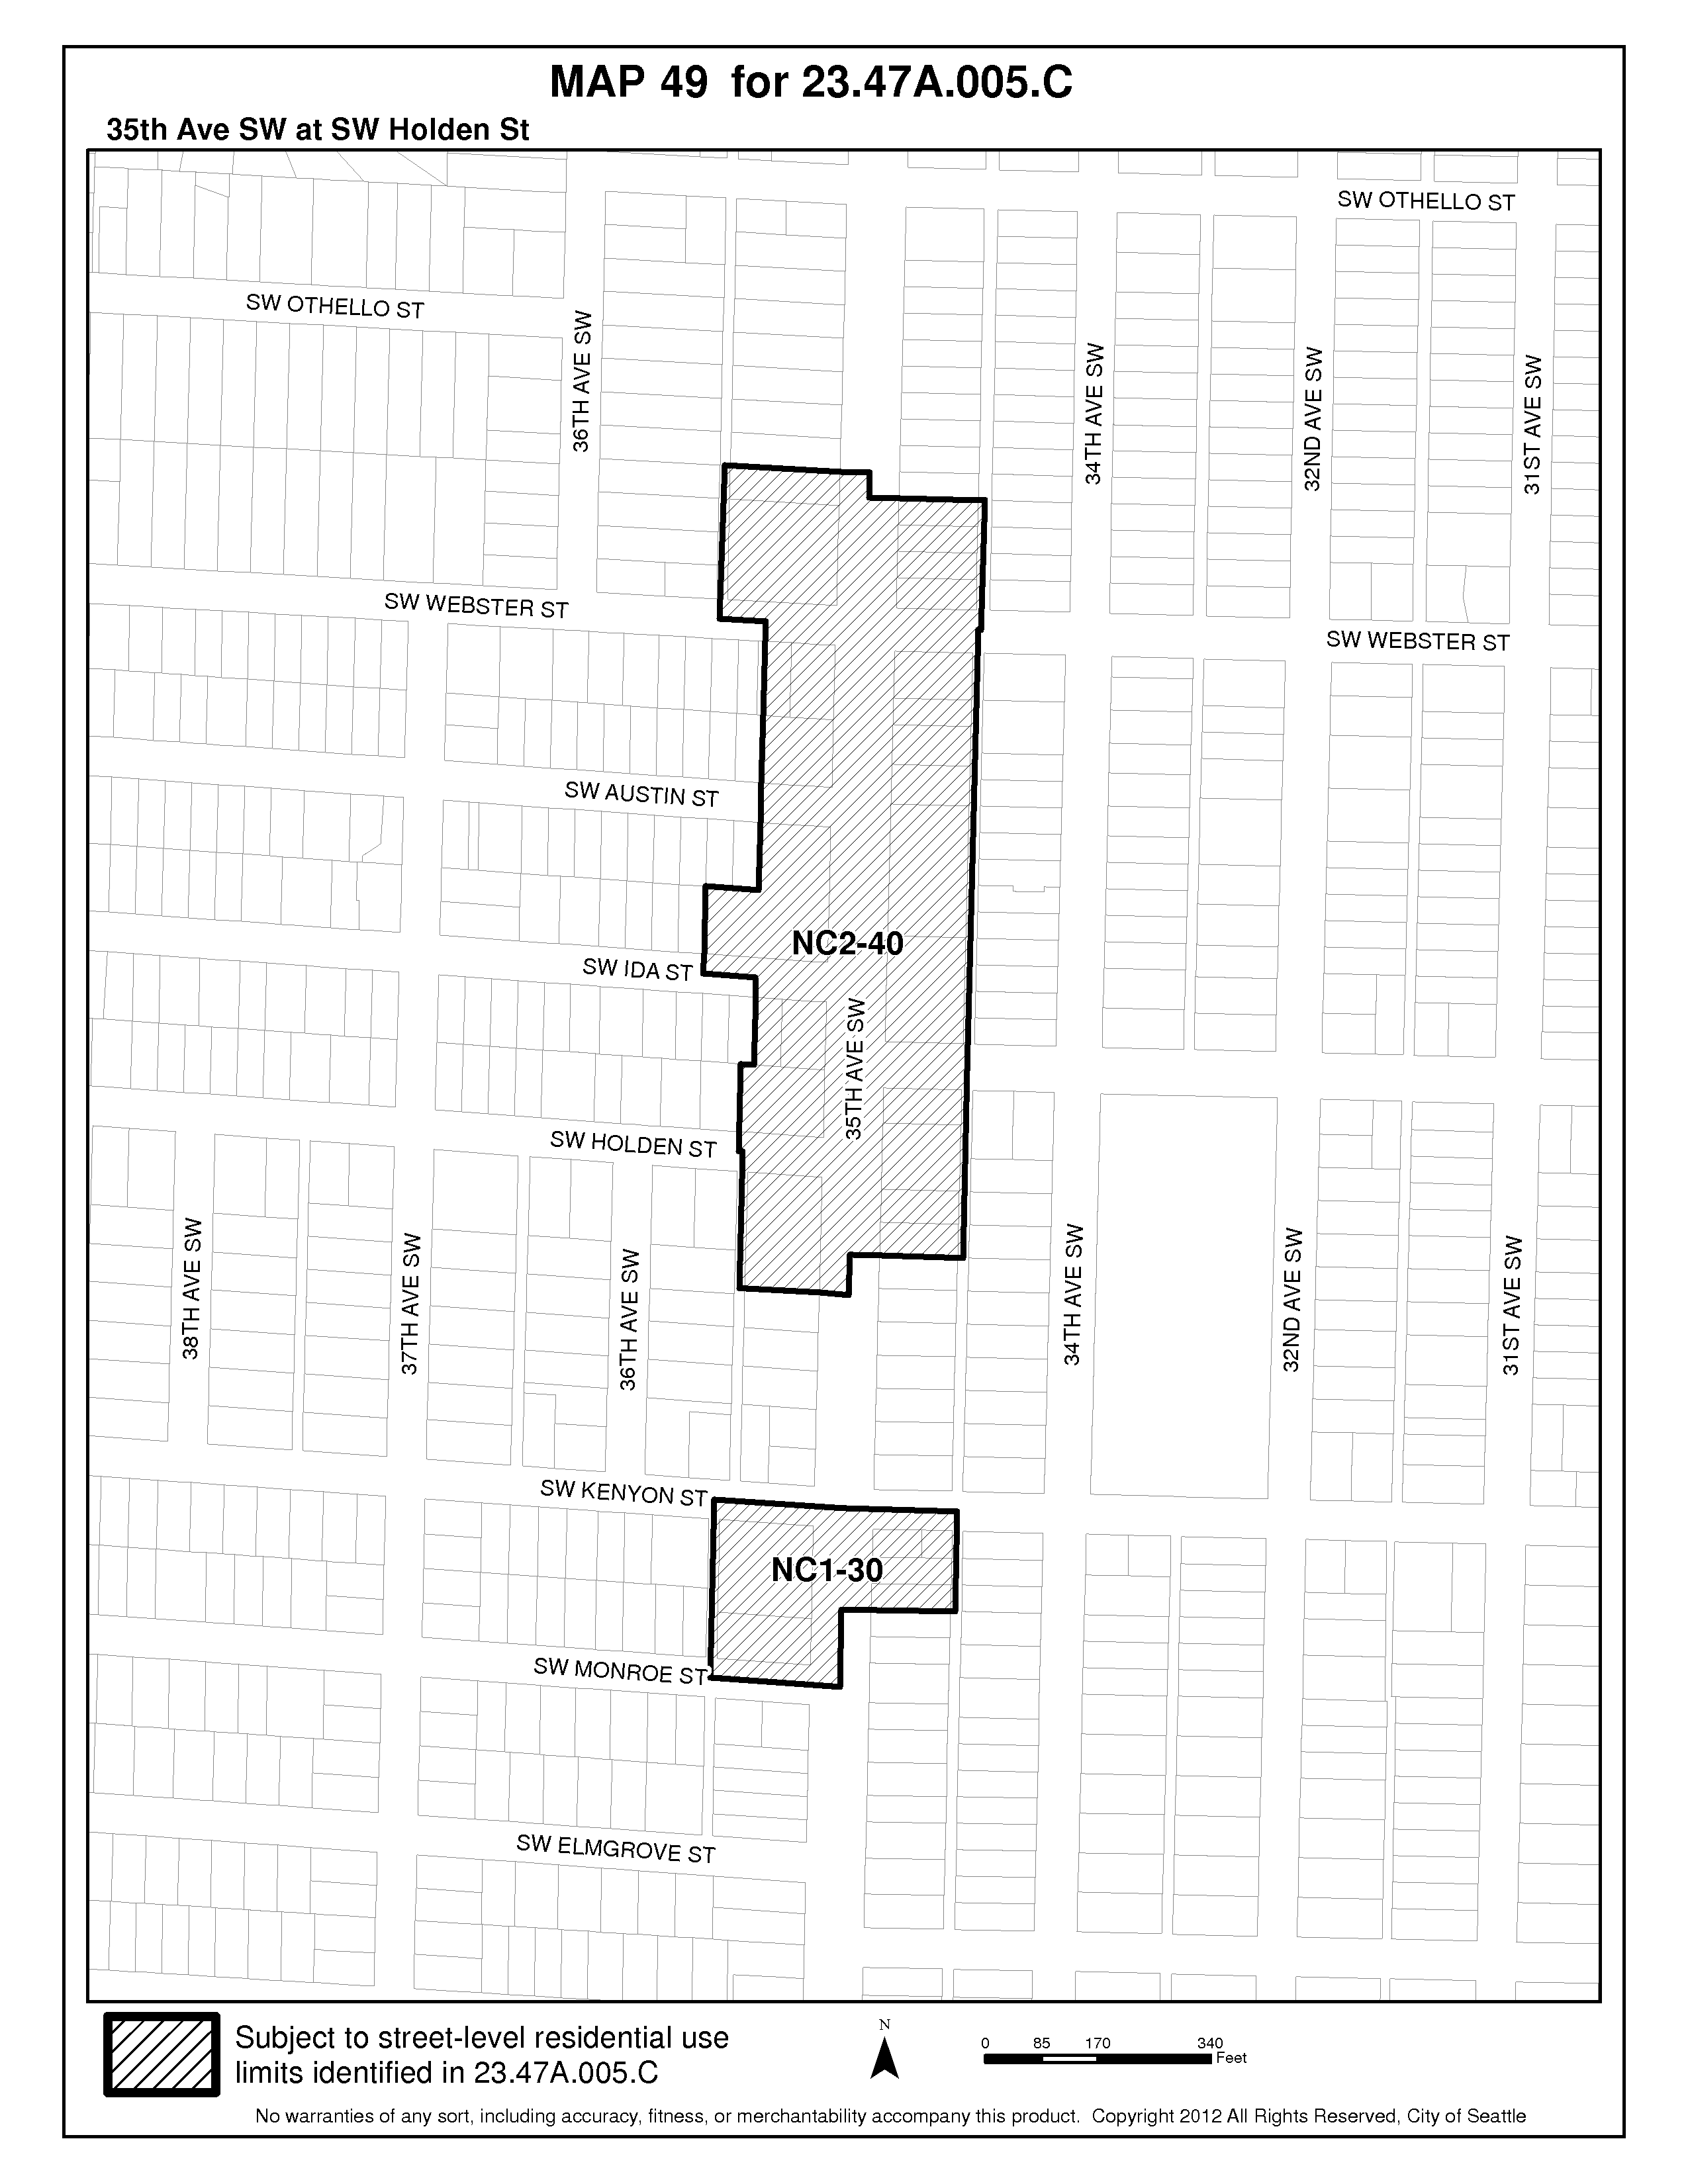 MAP 49 for 23.47A.005.C
35th Ave SW at SW Holden St
SW OTHELLO ST
SW OTHELLO ST
36TH AVE SW
34TH AVE SW
32ND AVE SW
31ST AVE SW
SW WEBSTER ST
SW WEBSTER ST
SW AUSTIN ST
NC2-40
SW IDA ST
35TH AVE SW
SW HOLDEN ST
38TH AVE SW
37TH AVE SW
36TH AVE SW
34TH AVE SW
32ND AVE SW
31ST AVE SW
SW KENYON ST
NC1-30
SW MONROE ST
SW ELMGROVE ST
Subject to street-level residential use
limits identified in 23.47A.005.C
N
0 85 170 340
Feet
No warranties of any sort, including accuracy, fitness, or merchantability accompany this product. Copyright 2012 All Rights Reserved, City of Seattle